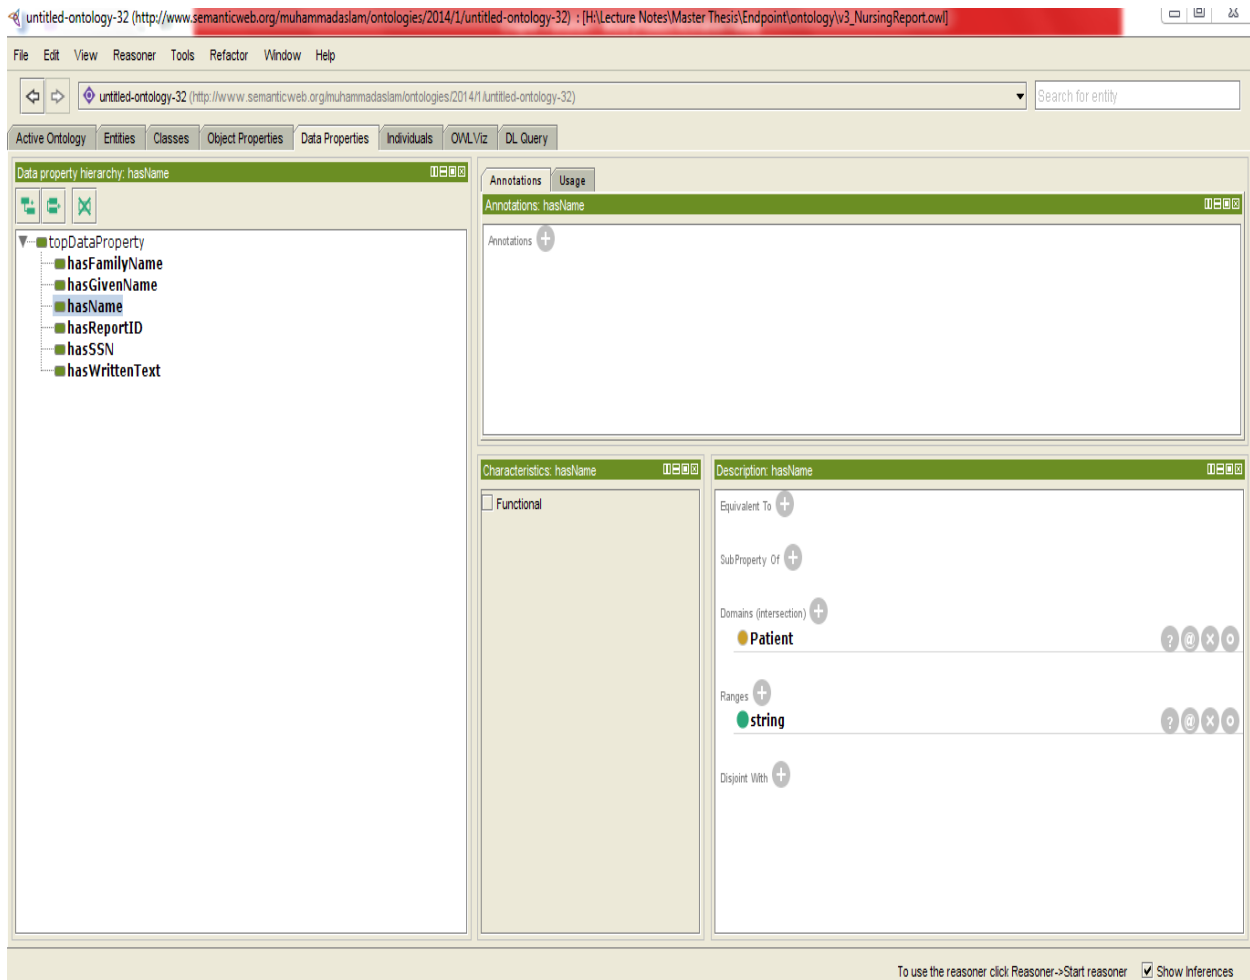 untitled-ontology-32 (http://www.semanticweb.org/muhammadaslam/ontologies/2014/1/untitled-ontology-32) : [H:\Lecture Notes\Master Thesis\Endpoint\ontology\v3_NursingReport.owl]
File Edit View Reasoner Tools Refactor Window Help
untitled-ontology-32 (http://www.semanticweb.org/muhammadaslam/ontologies/2014/1/untitled-ontology-32) Search for entity
Active Ontology Entities Classes Object Properties Data Properties Individuals OWLViz DL Query
Data property hierarchy: hasName
topDataProperty
hasFamilyName
hasGivenName
hasName
hasReportID
hasSSN
hasWrittenText
Annotations Usage
Annotations: hasName
Annotations
Characteristics: hasName
Functional
Description: hasName
Equivalent To
SubProperty Of
Domains (intersection)
Patient
Ranges
string
Disjoint With
To use the reasoner click Reasoner->Start reasoner Show Inferences